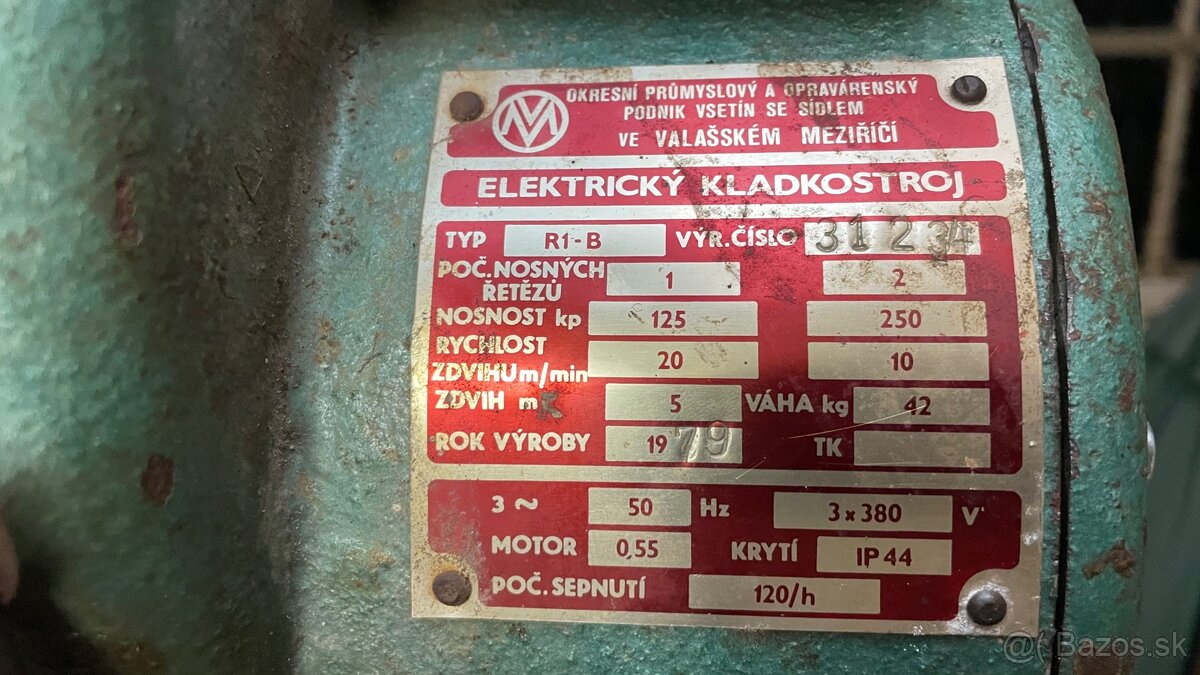 OKRESNÍ PRŮMYSLOVÝ A OPRAVÁRENSKÝ
PODNIK VSETÍN SE SÍDLEM
VE VALAŠSKÉM MEZIŘÍČÍ
ELEKTRICKÝ KLADKOSTROJ
TYP R1-B VÝR.ČÍSLO 31234
POČ.NOSNÝCH ŘETĚZŮ 1 2
NOSNOST kp 125 250
RYCHLOST
ZDVIHU m/min 20 10
ZDVIH m 5 VÁHA kg 42
ROK VÝROBY 1979 TK
3 ~ 50 Hz 3x380 V
MOTOR 0,55 KRYTÍ IP 44
POČ. SEPNUTÍ 120/h
Bazos.sk